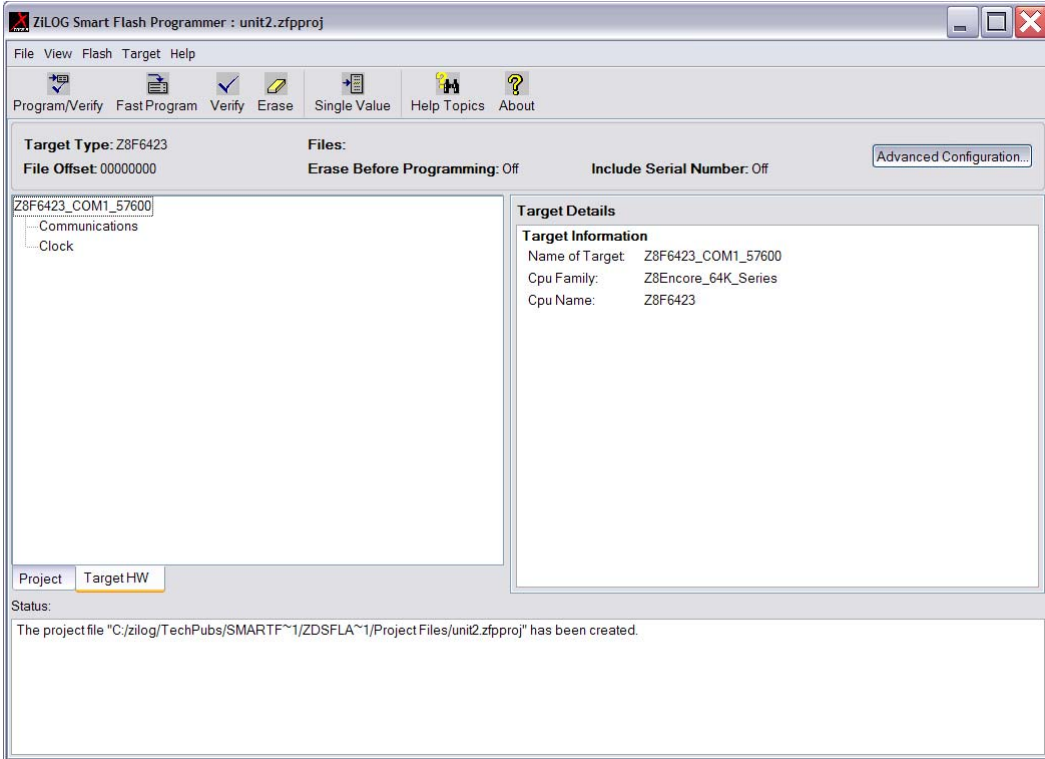 ZiLOG Smart Flash Programmer : unit2.zfpproj
File View Flash Target Help
Program/Verify Fast Program Verify Erase Single Value Help Topics About
Target Type: Z8F6423 Files:
File Offset: 00000000 Erase Before Programming: Off Include Serial Number: Off
Advanced Configuration...
Z8F6423_COM1_57600
Communications
Clock
Project Target HW
Target Details
Target Information
Name of Target: Z8F6423_COM1_57600
Cpu Family: Z8Encore_64K_Series
Cpu Name: Z8F6423
Status:
The project file "C:/zilog/TechPubs/SMARTF~1/ZDSFLA~1/Project Files/unit2.zfpproj" has been created.